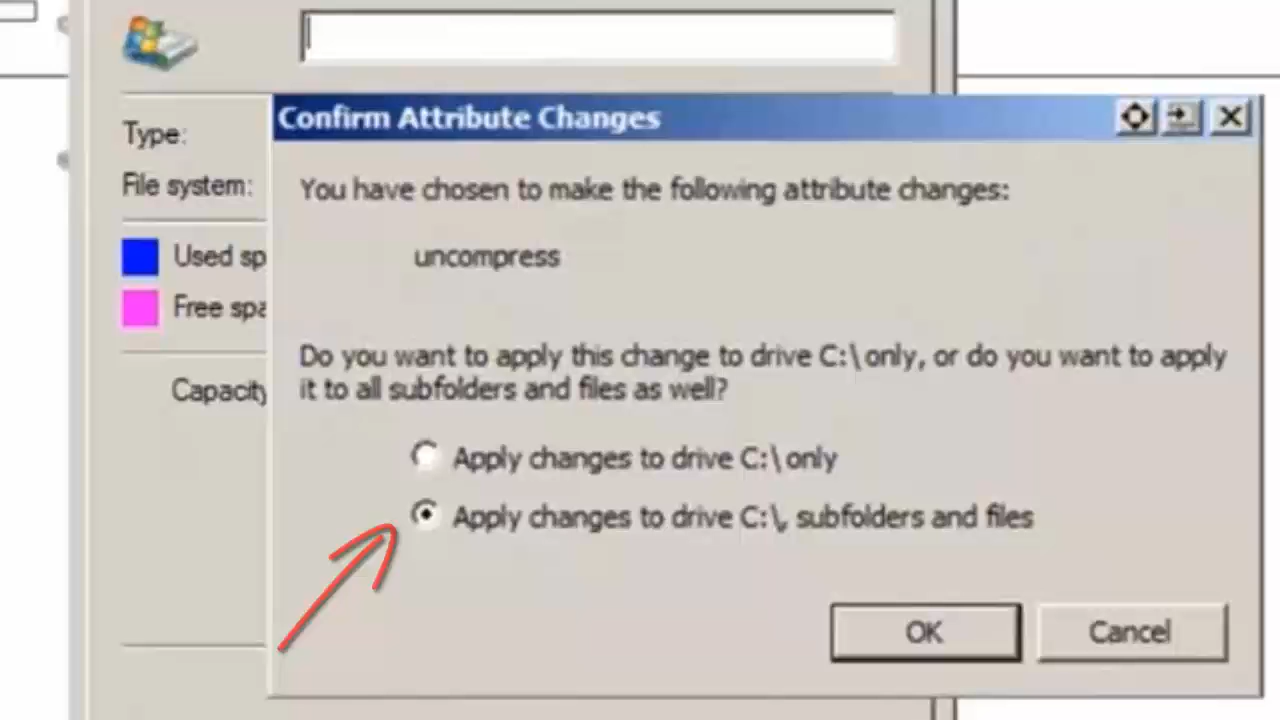 Confirm Attribute Changes
Type:
File system:
You have chosen to make the following attribute changes:
Used sp
uncompress
Free spa
Do you want to apply this change to drive C:\ only, or do you want to apply
it to all subfolders and files as well?
Capacity
Apply changes to drive C:\ only
Apply changes to drive C:\, subfolders and files
OK
Cancel